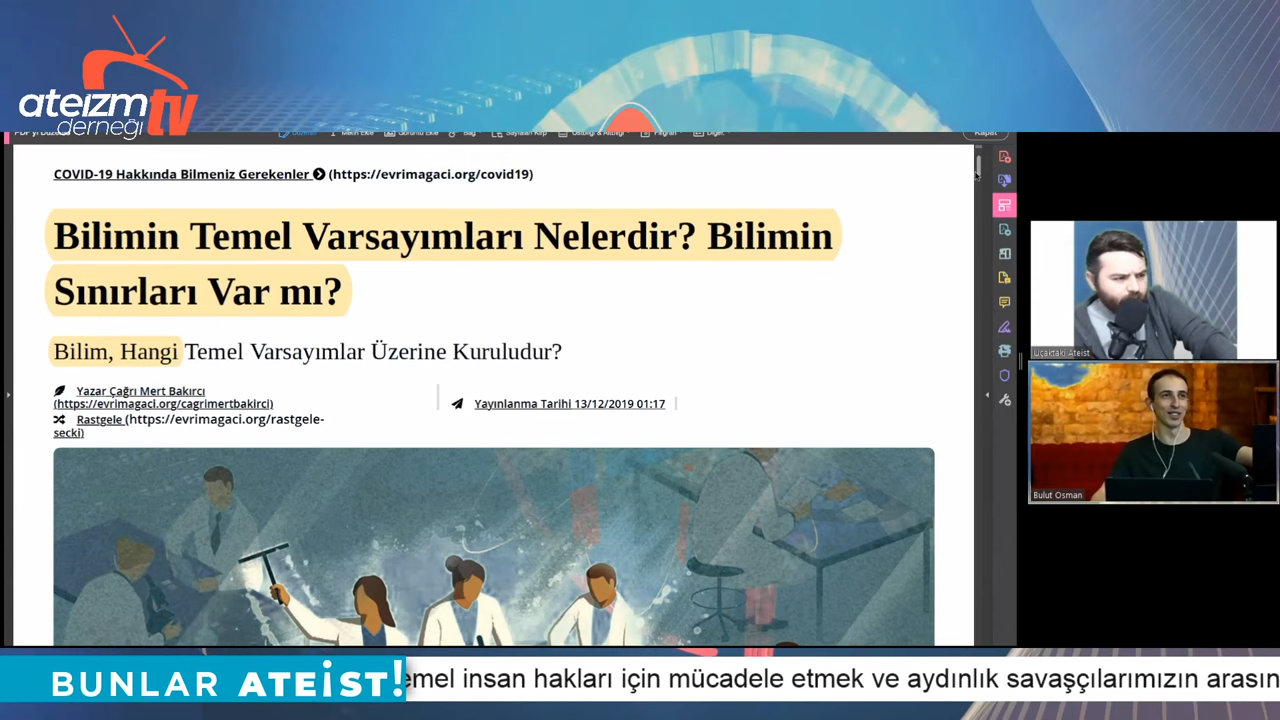 ateizm tv
derneği
Kapat
COVID-19 Hakkında Bilmeniz Gerekenler (https://evrimagaci.org/covid19)
Bilimin Temel Varsayımları Nelerdir? Bilimin
Sınırları Var mı?
Bilim, Hangi Temel Varsayımlar Üzerine Kuruludur?
Yazar Çağrı Mert Bakırcı
(https://evrimagaci.org/cagrimertbakirci)
Yayınlanma Tarihi 13/12/2019 01:17
Rastgele (https://evrimagaci.org/rastgele-
secki)
Uçaktaki Ateist
Bulut Osman
BUNLAR ATEİST!
emel insan hakları için mücadele etmek ve aydınlık savaşçılarımızın arasın